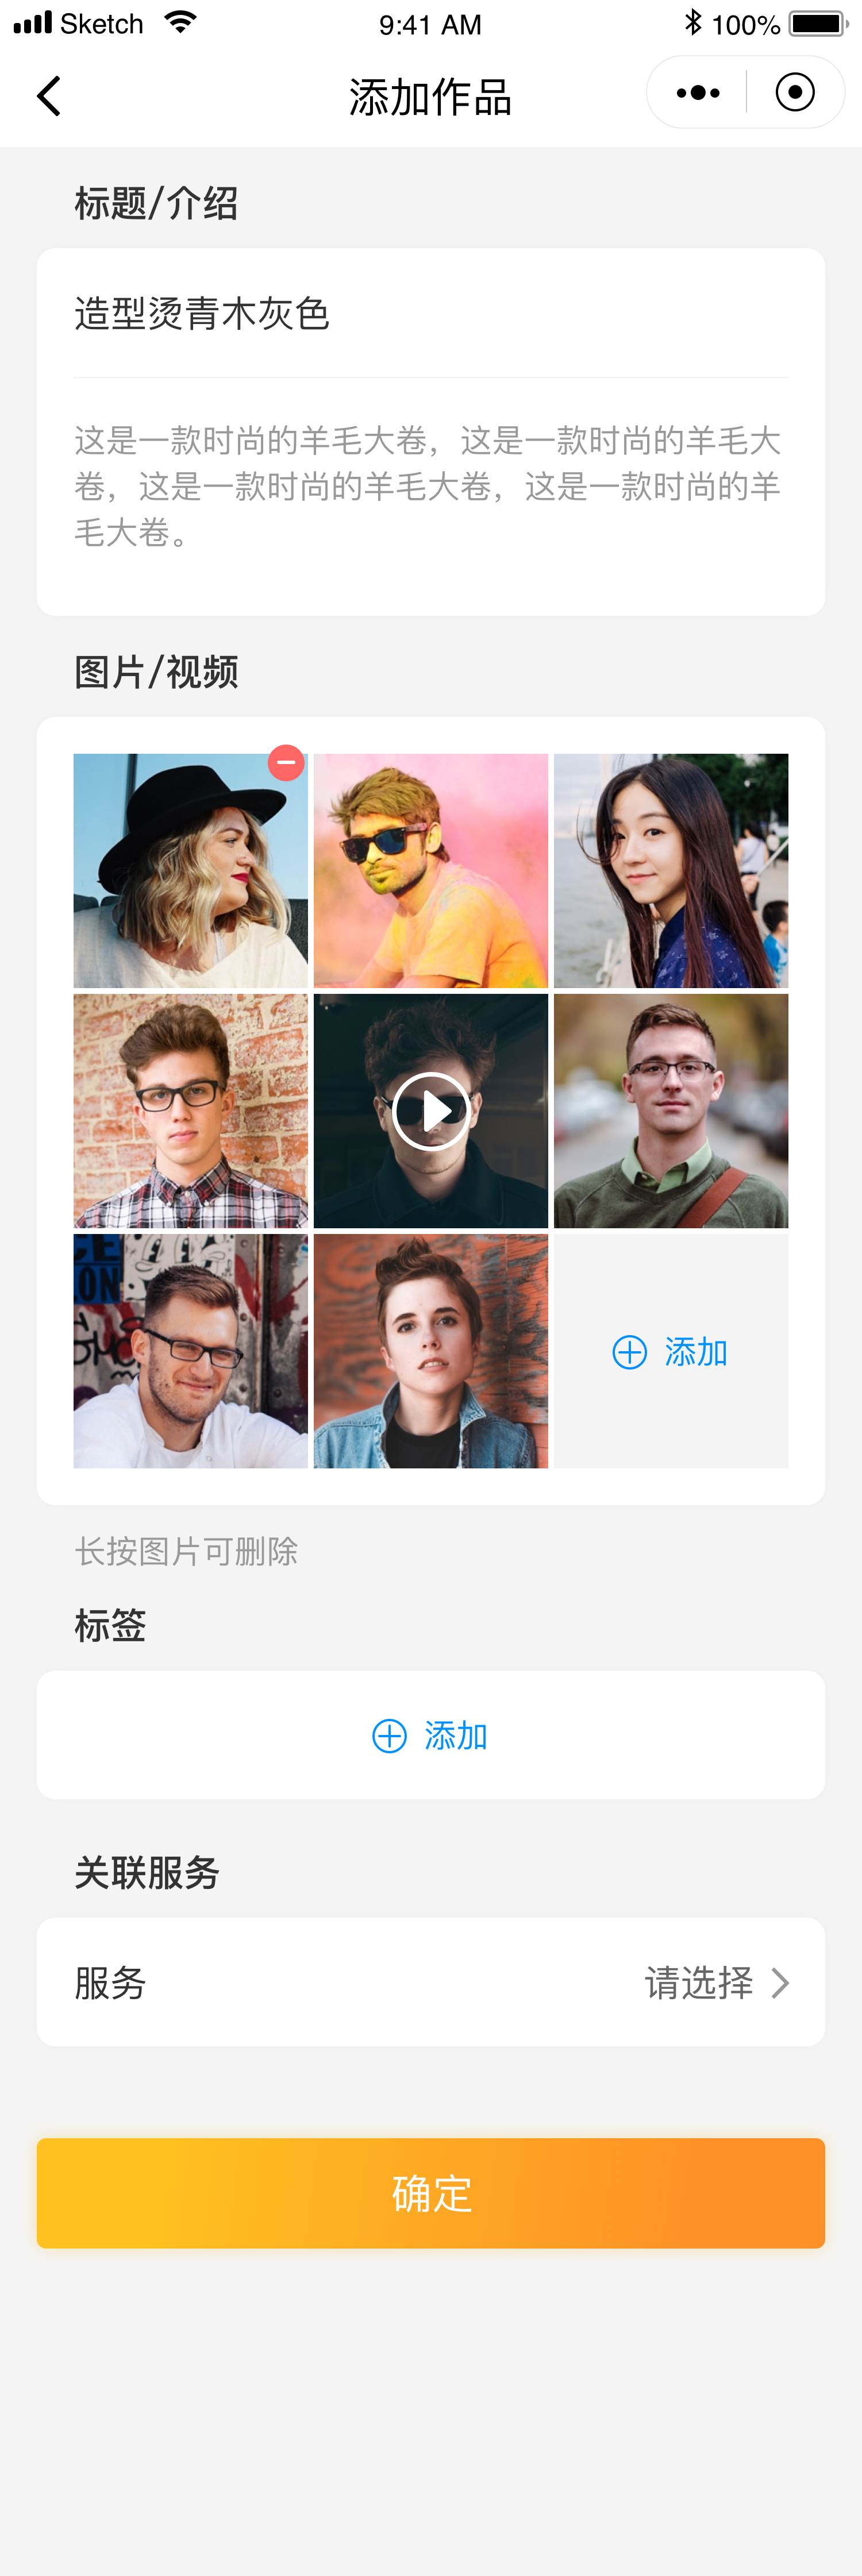 Sketch 9:41 AM 100%
添加作品
标题/介绍
造型烫青木灰色
这是一款时尚的羊毛大卷，这是一款时尚的羊毛大
卷，这是一款时尚的羊毛大卷，这是一款时尚的羊
毛大卷。
图片/视频
添加
长按图片可删除
标签
添加
关联服务
服务 请选择
确定